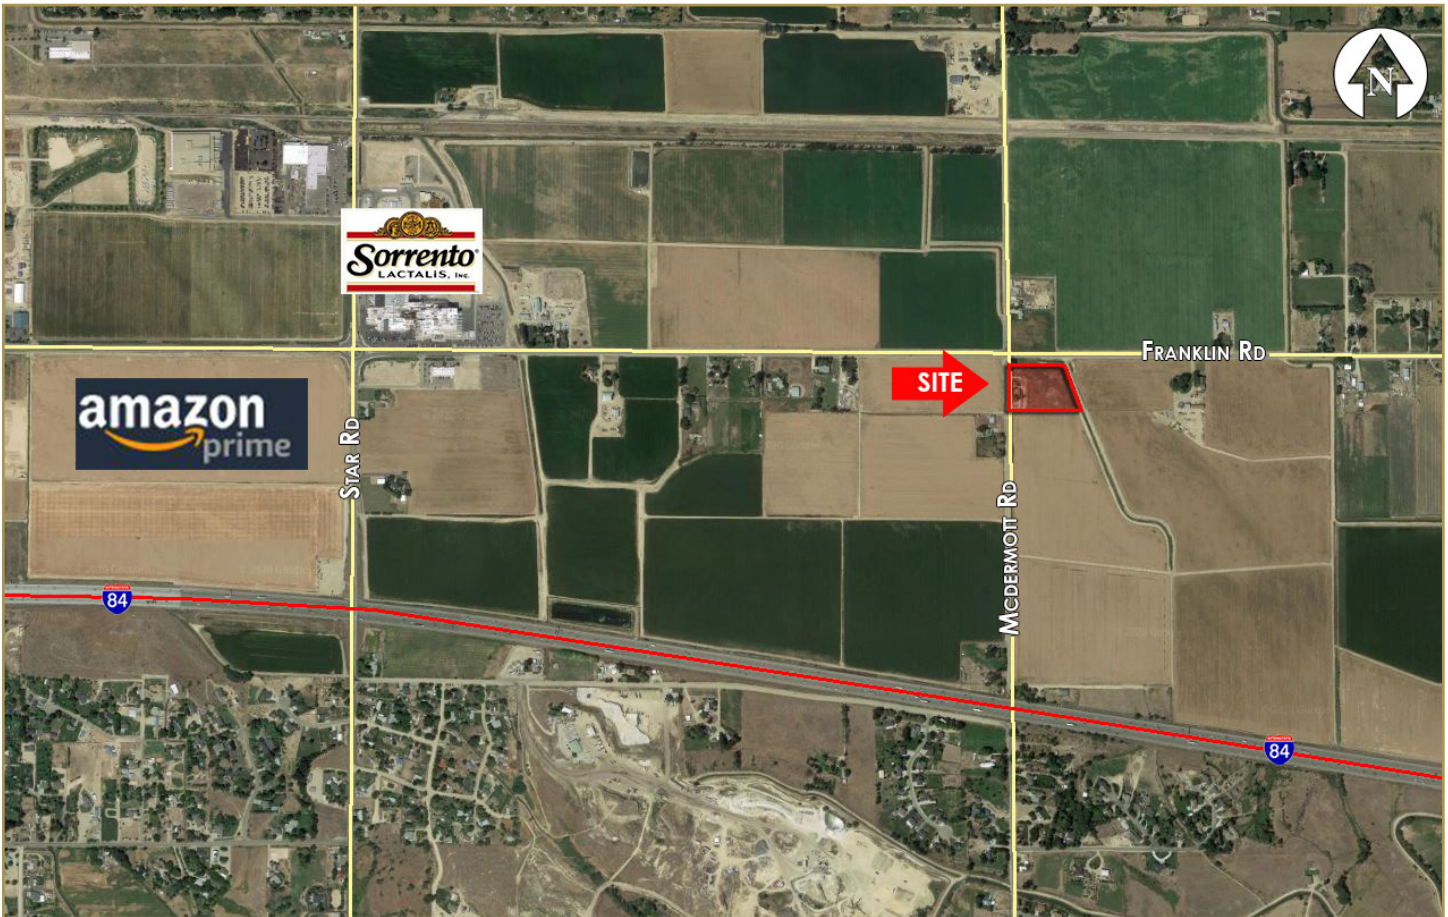 N
Sorrento
LACTALIS, INC.
FRANKLIN RD
SITE
amazon
prime
STAR RD
MCDERMOTT RD
84
84